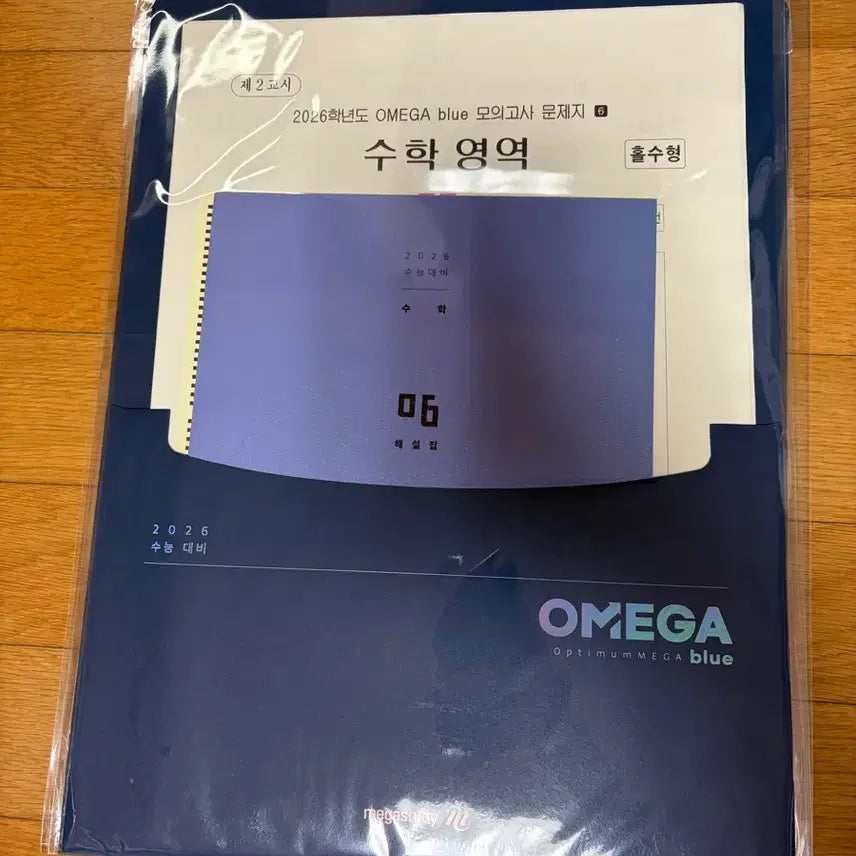 제 2 교시
2026학년도 OMEGA blue 모의고사 문제지 6
수학 영역
홀수형
2026
수능대비
수 학
06
해설집
2026
수능 대비
OMEGA
OptimumMEGA blue
megastudy m